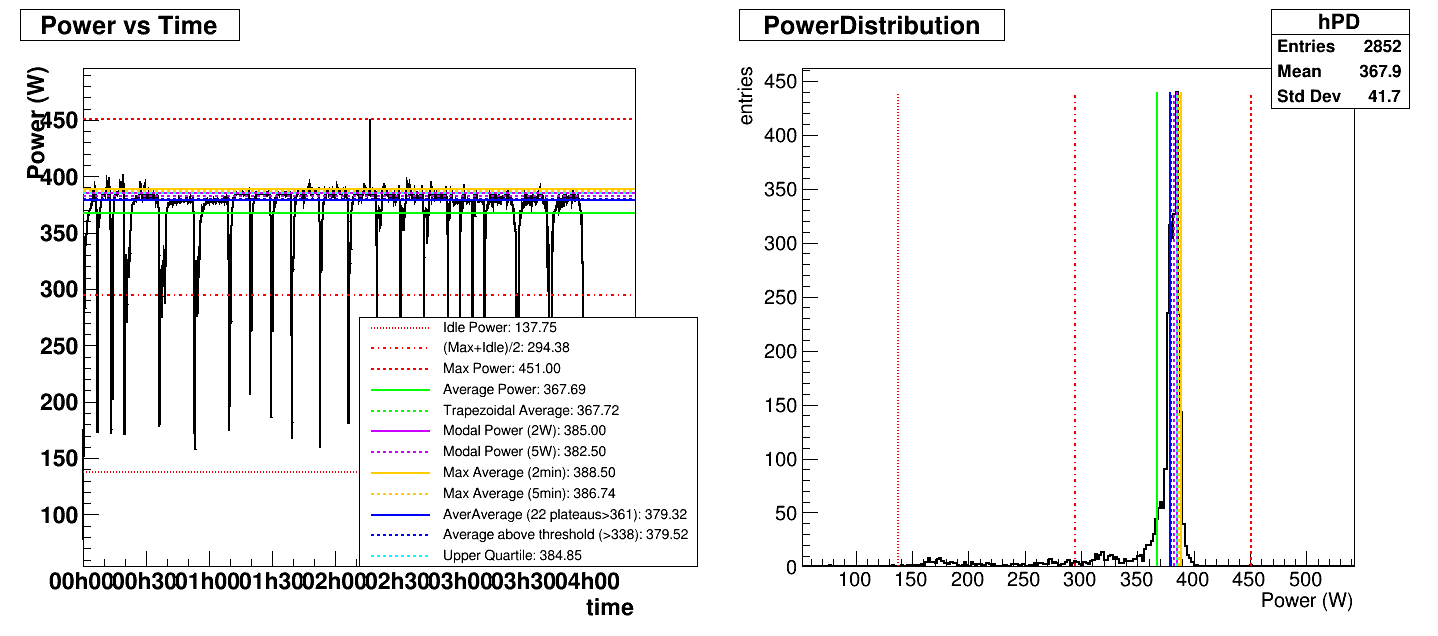 Power vs Time
Power (W)
450
400
350
300
250
200
150
100
00h00
00h30
01h00
01h30
02h00
02h30
03h00
03h30
04h00
time
Idle Power: 137.75
(Max+Idle)/2: 294.38
Max Power: 451.00
Average Power: 367.69
Trapezoidal Average: 367.72
Modal Power (2W): 385.00
Modal Power (5W): 382.50
Max Average (2min): 388.50
Max Average (5min): 386.74
AverAverage (22 plateaus>361): 379.32
Average above threshold (>338): 379.52
Upper Quartile: 384.85
PowerDistribution
hPD
Entries 2852
Mean 367.9
Std Dev 41.7
entries
450
400
350
300
250
200
150
100
50
0
100 150 200 250 300 350 400 450 500
Power (W)